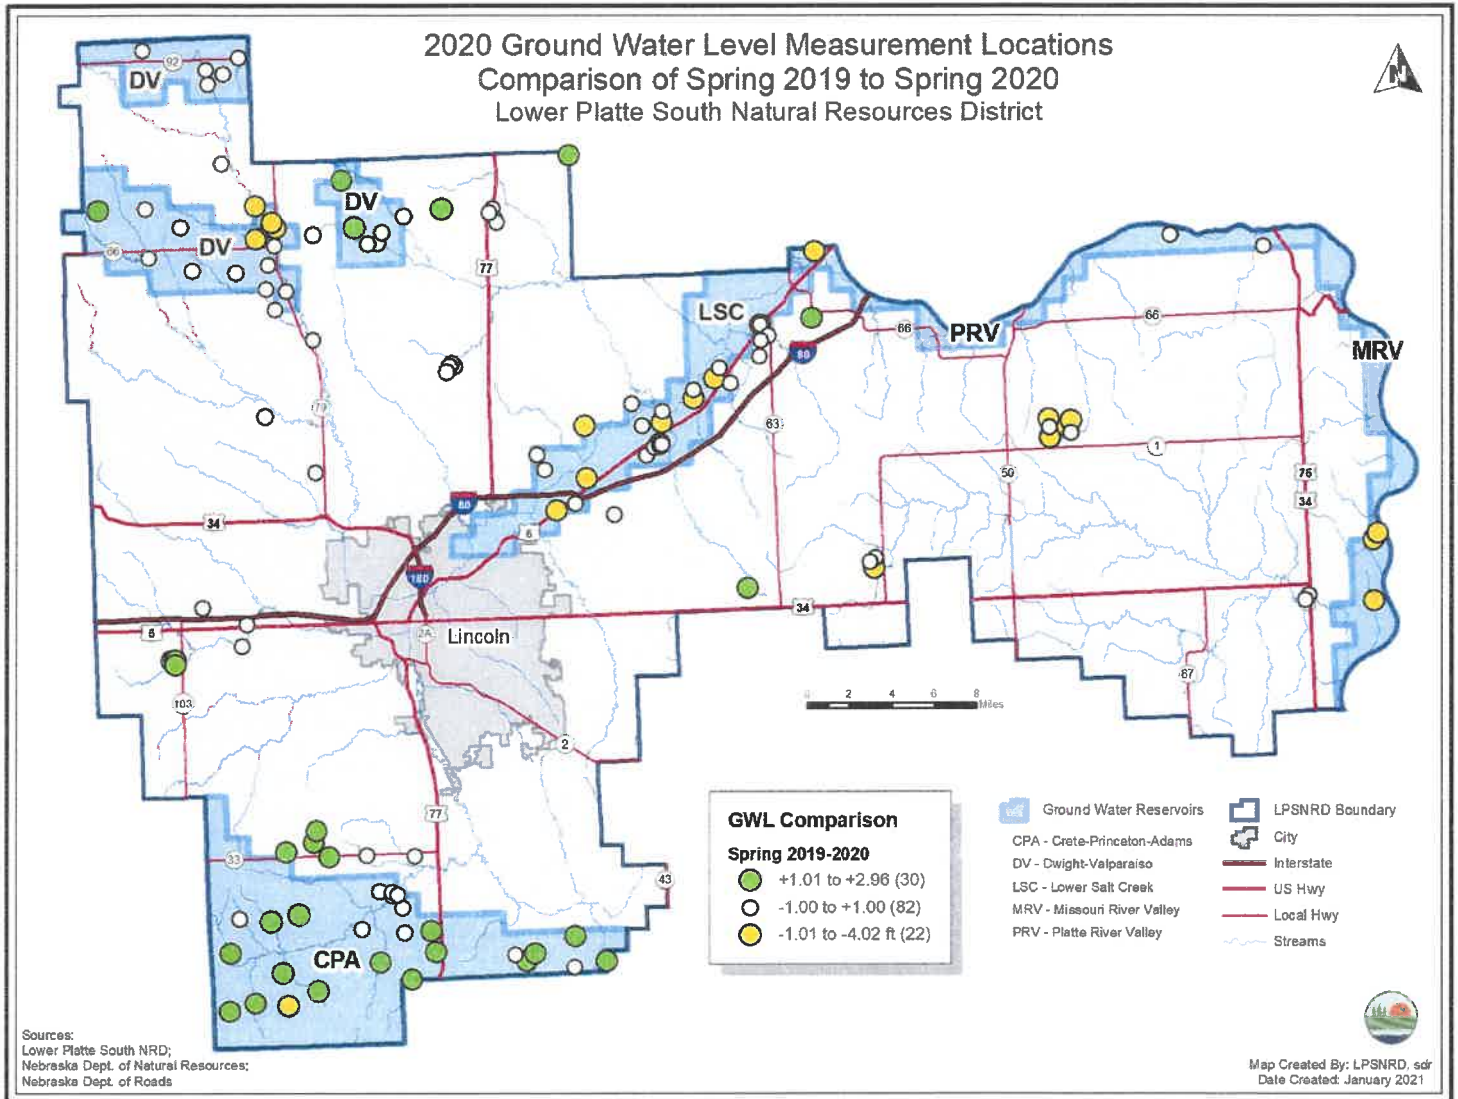 2020 Ground Water Level Measurement Locations
Comparison of Spring 2019 to Spring 2020
Lower Platte South Natural Resources District
N
92
DV
DV
DV
66
77
LSC
80
66
PRV
66
MRV
79
63
50
1
76
34
34
80
6
180
34
6
2A
Lincoln
103
67
2 4 6 8
Miles
2
77
33
43
CPA
GWL Comparison
Spring 2019-2020
+1.01 to +2.96 (30)
-1.00 to +1.00 (82)
-1.01 to -4.02 ft (22)
Ground Water Reservoirs
CPA - Crete-Princeton-Adams
DV - Dwight-Valparaiso
LSC - Lower Salt Creek
MRV - Missouri River Valley
PRV - Platte River Valley
LPSNRD Boundary
City
Interstate
US Hwy
Local Hwy
Streams
Sources:
Lower Platte South NRD;
Nebraska Dept. of Natural Resources;
Nebraska Dept. of Roads
Map Created By: LPSNRD, sdr
Date Created: January 2021